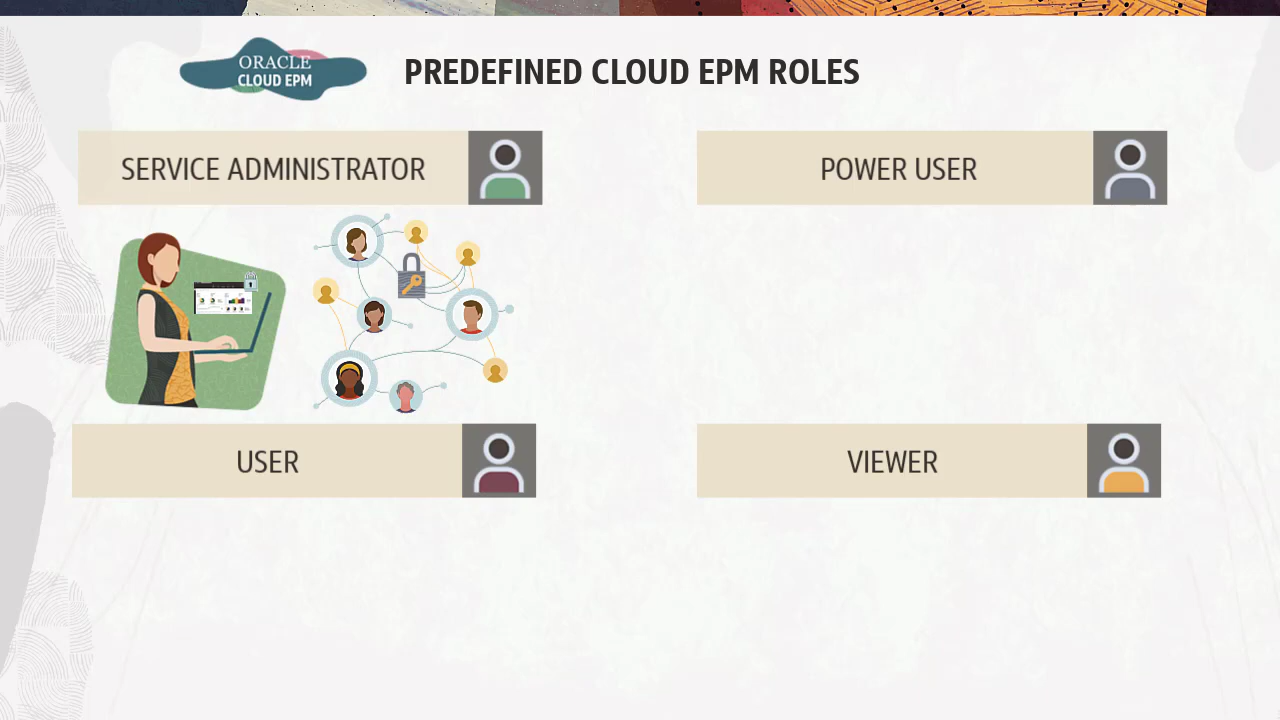 ORACLE
CLOUD EPM
PREDEFINED CLOUD EPM ROLES
SERVICE ADMINISTRATOR
POWER USER
USER
VIEWER